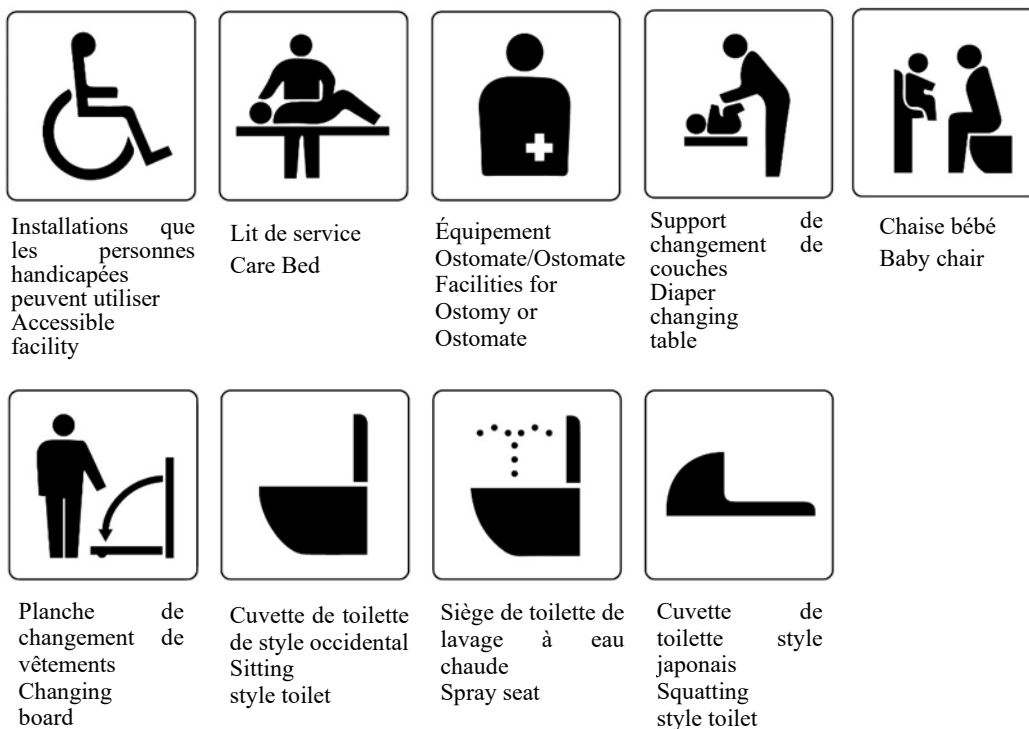 Installations que
les personnes
handicapées
peuvent utiliser
Accessible
facility
Lit de service
Care Bed
Équipement
Ostomate/Ostomate
Facilities for
Ostomy or
Ostomate
Support de
changement de
couches
Diaper
changing
table
Chaise bébé
Baby chair
Planche de
changement de
vêtements
Changing
board
Cuvette de toilette
de style occidental
Sitting
style toilet
Siège de toilette de
lavage à eau
chaude
Spray seat
Cuvette de
toilette style
japonais
Squatting
style toilet